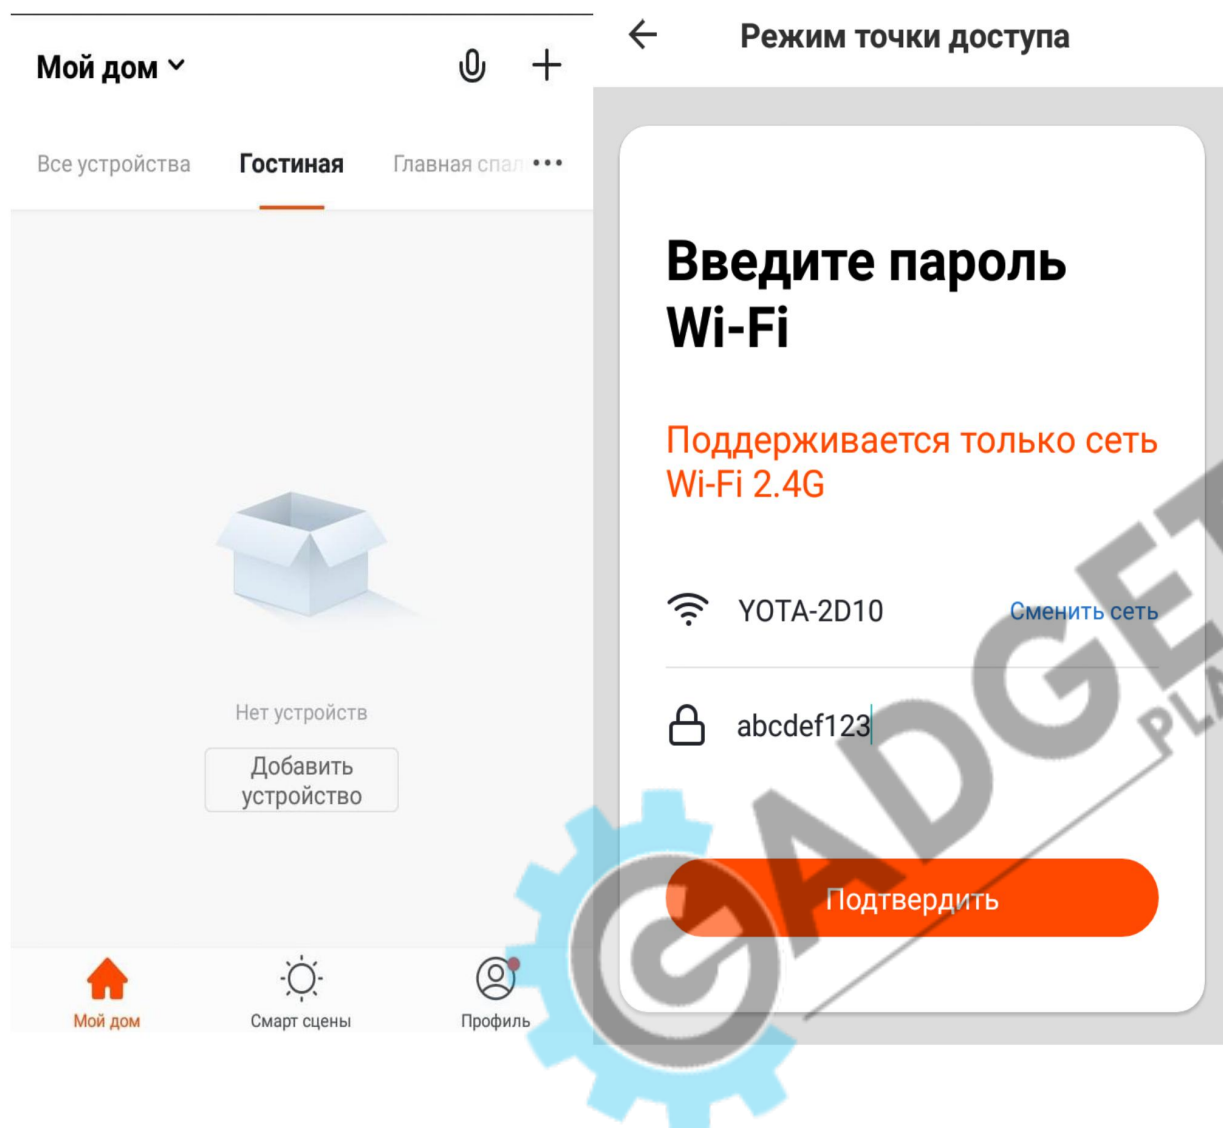 Мой дом
Все устройства
Гостиная
Главная
Нет устройств
Добавить
устройство
Мой дом
Смарт сцены
Профиль
Режим точки доступа
Введите пароль
Wi-Fi
Поддерживается только сеть
Wi-Fi 2.4G
YOTA-2D10
Сменить сеть
abcdef123
Подтвердить
GADGET